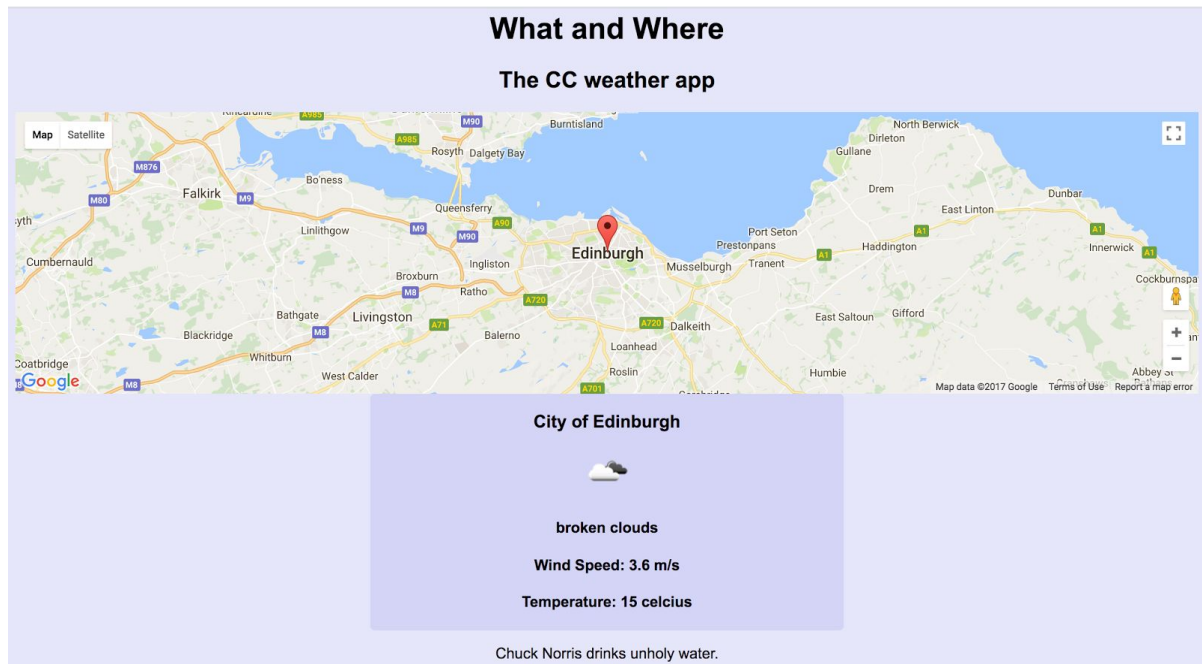 What and Where
The CC weather app
Map Satellite
Kincardine
A985
M90
Burntisland
North Berwick
Dirleton
Gullane
A985
Rosyth Dalgety Bay
M876
Falkirk
M9
Bo'ness
M80
Queensferry
Drem
Dunbar
East Linton
Linlithgow
M9
A90
M90
Port Seton
A1
A1
Edinburgh
Prestonpans
Haddington
Innerwick
A1
Cumbernauld
Ingliston
Musselburgh
Tranent
A1
Broxburn
Cockburnspa
M8
Ratho
A720
Bathgate
Livingston
A71
A720
Dalkeith
East Saltoun
Gifford
Blackridge
M8
Balerno
Loanhead
+
Whitburn
−
Coatbridge
West Calder
Roslin
Humbie
Abbey St
Google
M8
A701
Map data ©2017 Google Terms of Use Report a map error
City of Edinburgh
broken clouds
Wind Speed: 3.6 m/s
Temperature: 15 celcius
Chuck Norris drinks unholy water.